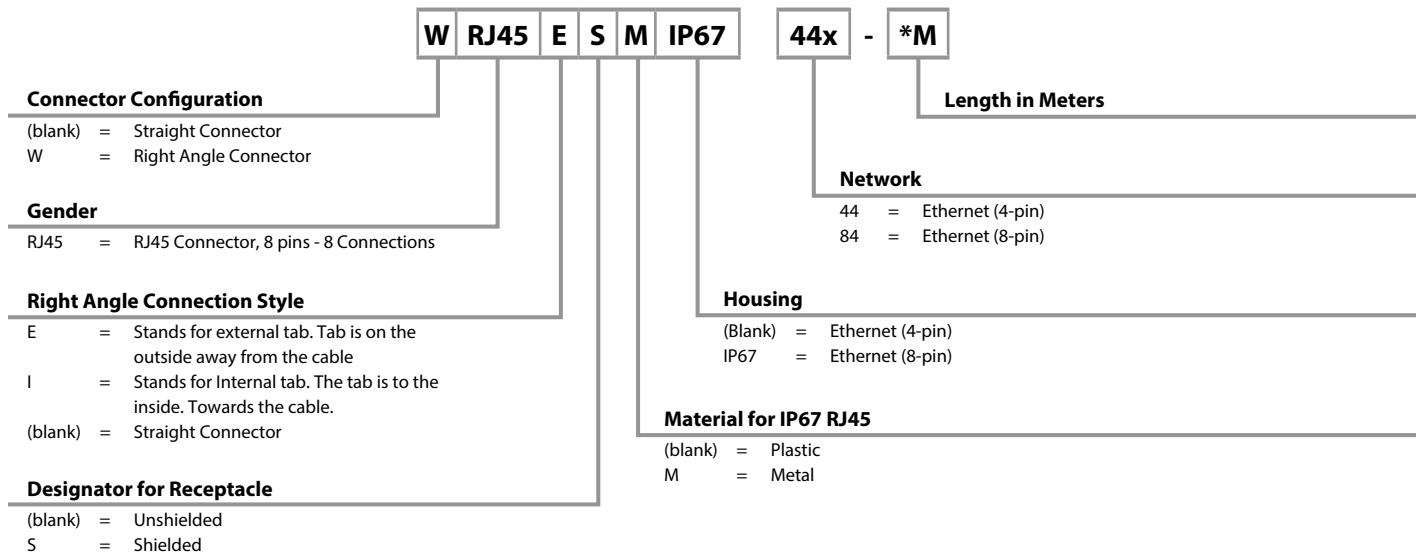 W RJ45 E S M IP67 44x - *M
Connector Configuration
(blank) = Straight Connector
W = Right Angle Connector
Gender
RJ45 = RJ45 Connector, 8 pins - 8 Connections
Right Angle Connection Style
E = Stands for external tab. Tab is on the
outside away from the cable
I = Stands for Internal tab. The tab is to the
inside. Towards the cable.
(blank) = Straight Connector
Designator for Receptacle
(blank) = Unshielded
S = Shielded
Length in Meters
Network
44 = Ethernet (4-pin)
84 = Ethernet (8-pin)
Housing
(Blank) = Ethernet (4-pin)
IP67 = Ethernet (8-pin)
Material for IP67 RJ45
(blank) = Plastic
M = Metal